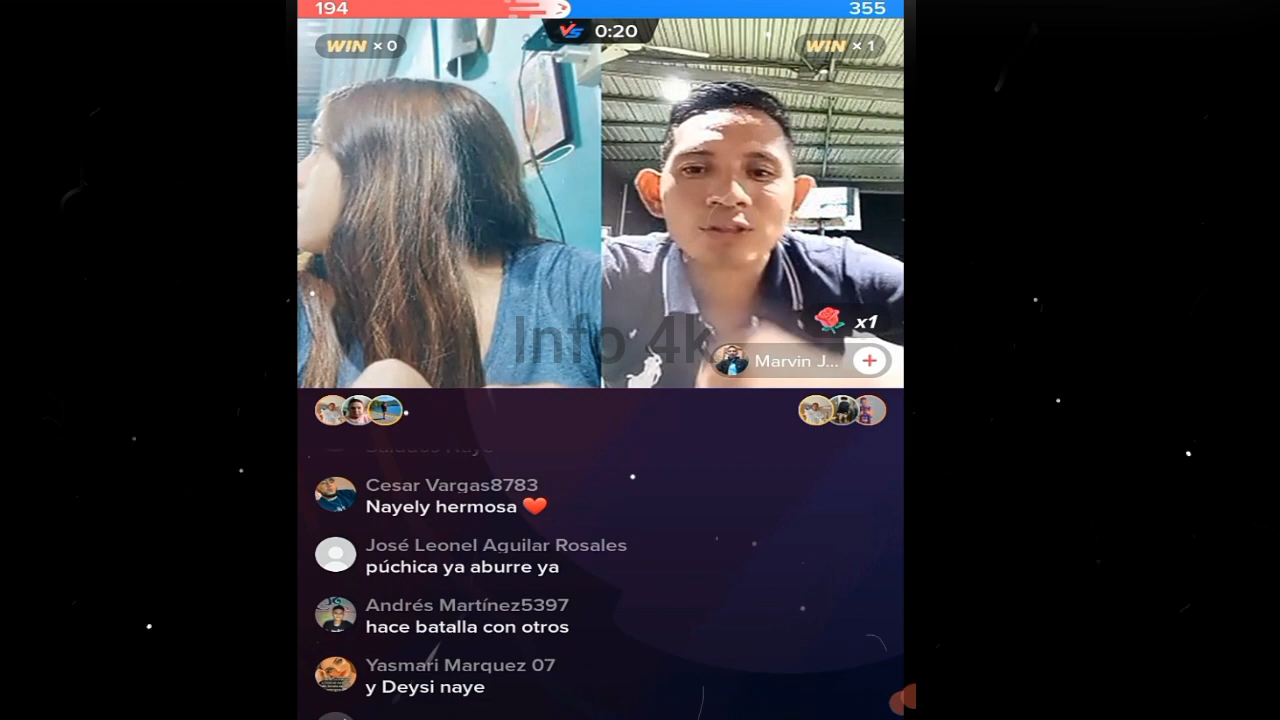 194
355
VS 0:20
WIN × 0
WIN × 1
x1
Info 4k
Marvin J...
Cesar Vargas8783
Nayely hermosa ❤️
José Leonel Aguilar Rosales
púchica ya aburre ya
Andrés Martínez5397
hace batalla con otros
Yasmari Marquez 07
y Deysi naye